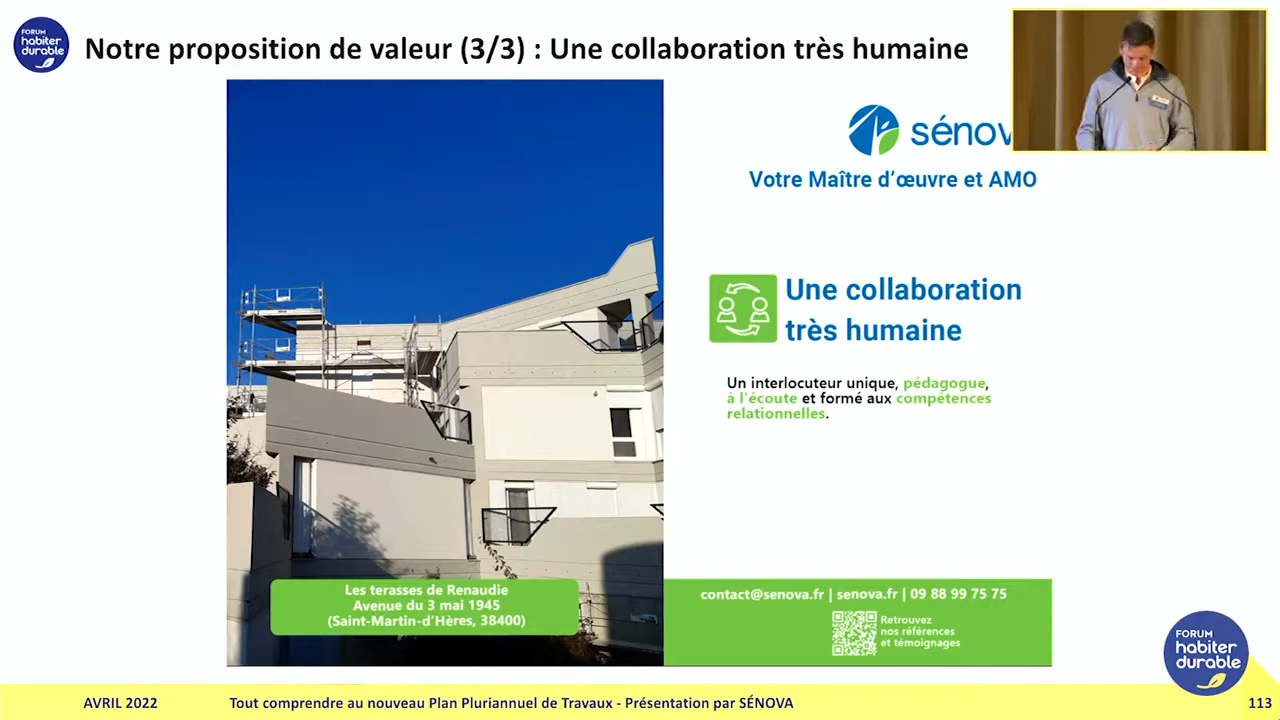 FORUM
habiter
durable
Notre proposition de valeur (3/3) : Une collaboration très humaine
sénov
Votre Maître d’œuvre et AMO
Une collaboration
très humaine
Un interlocuteur unique, pédagogue,
à l’écoute et formé aux compétences
relationnelles.
Les terasses de Renaudie
Avenue du 3 mai 1945
(Saint-Martin-d’Hères, 38400)
contact@senova.fr | senova.fr | 09 88 99 75 75
Retrouvez
nos références
et témoignages
FORUM
habiter
durable
AVRIL 2022
Tout comprendre au nouveau Plan Pluriannuel de Travaux - Présentation par SÉNOVA
113